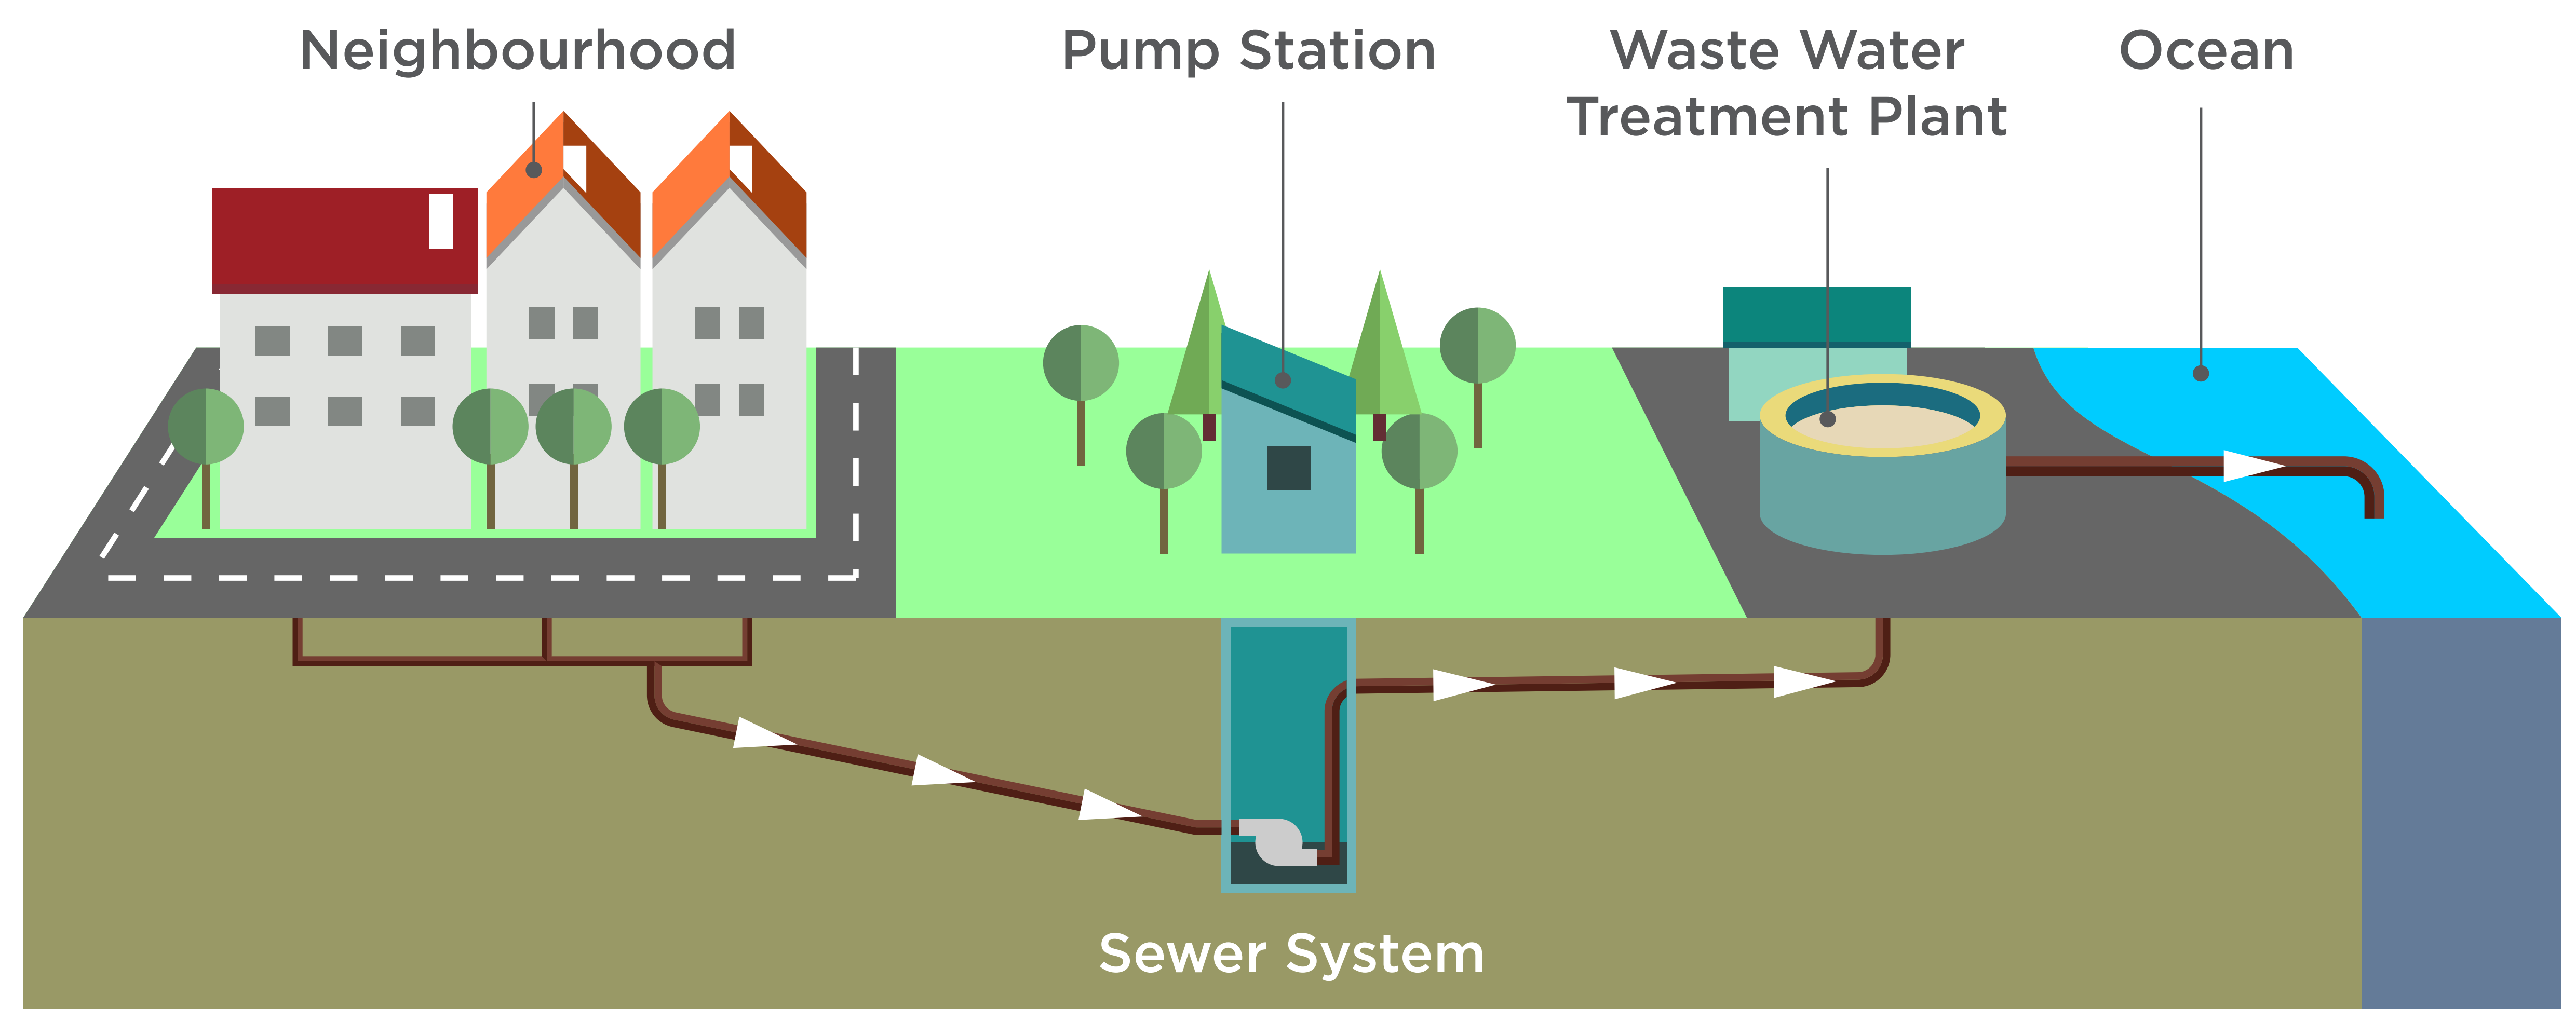 Neighbourhood
Pump Station
Waste Water
Treatment Plant
Ocean
Sewer System